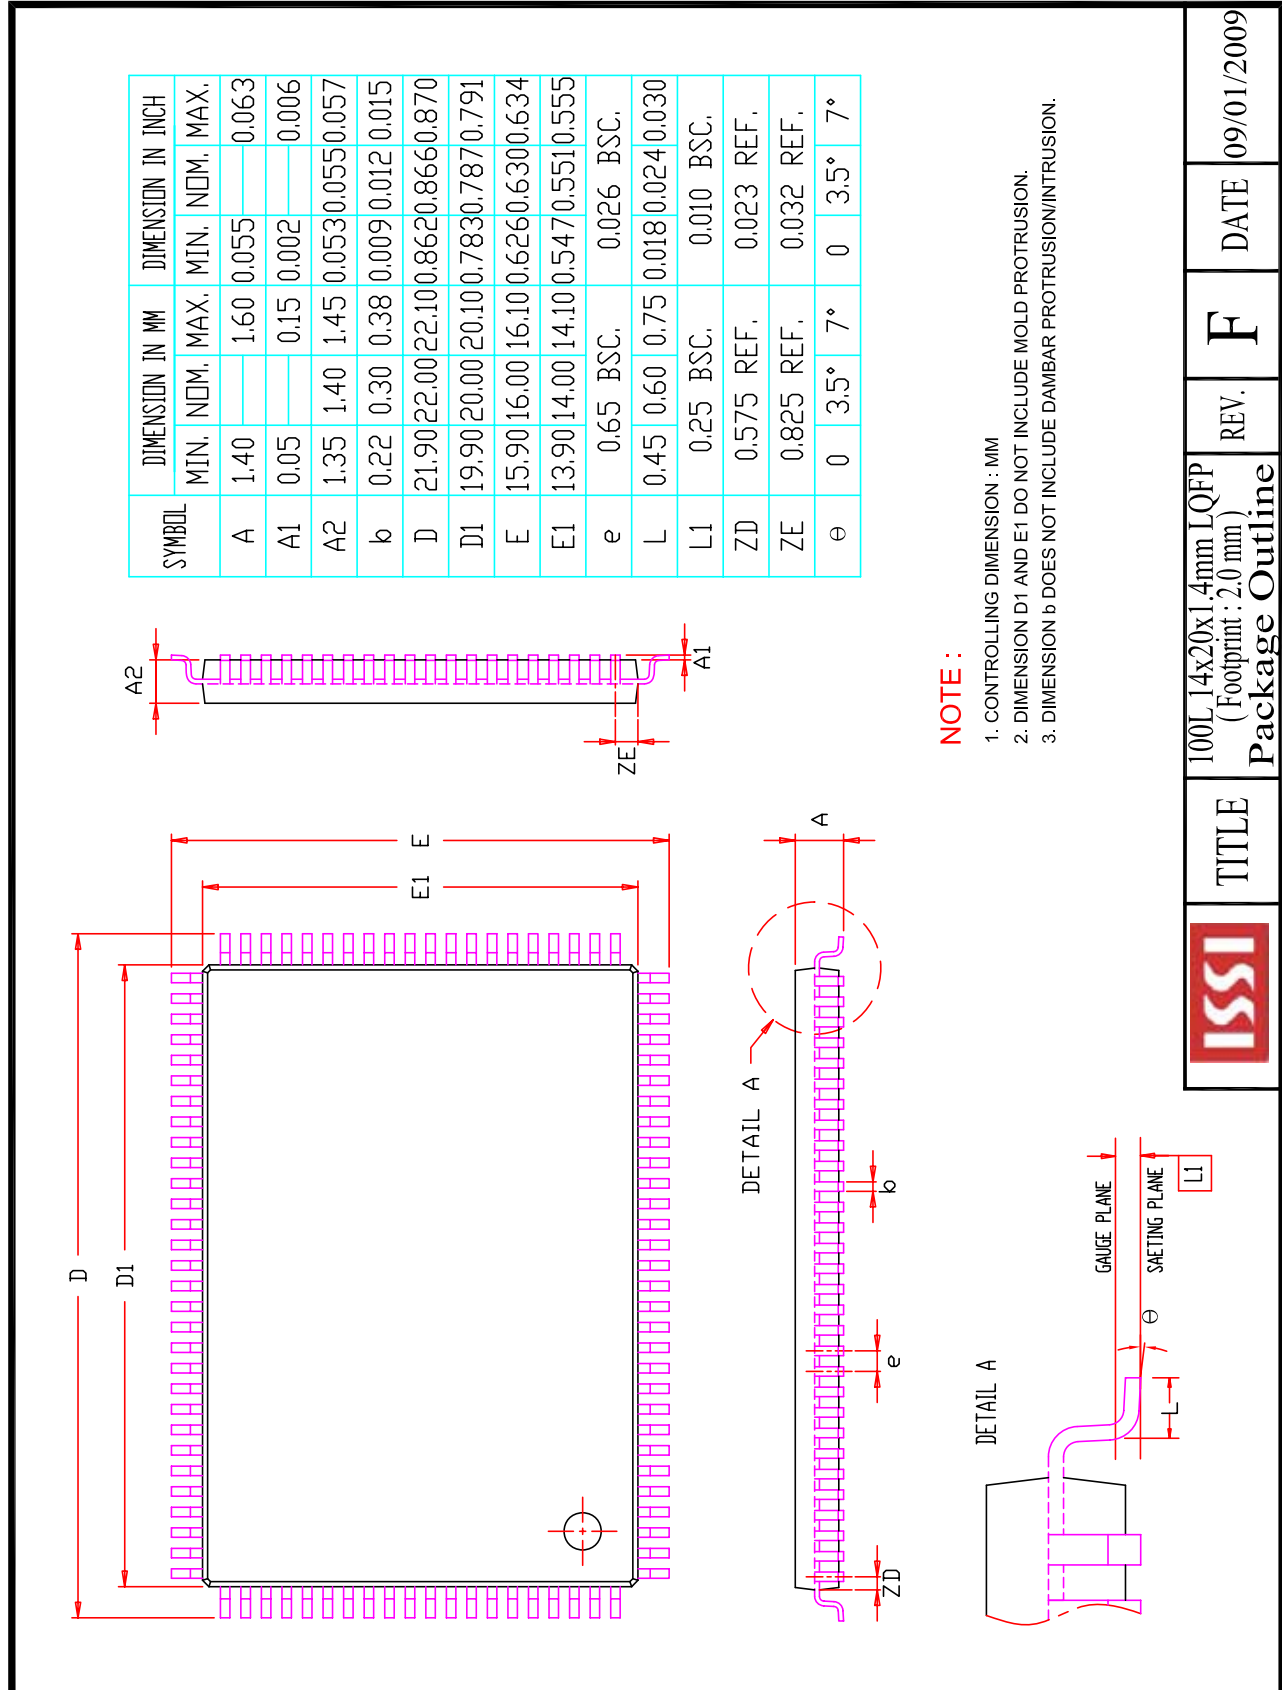 SYMBOL DIMENSION IN MM DIMENSION IN INCH
MIN. NOM. MAX. MIN. NOM. MAX.
A 1.40 1.60 0.055 0.063
A1 0.05 0.15 0.002 0.006
A2 1.35 1.40 1.45 0.053 0.055 0.057
b 0.22 0.30 0.38 0.009 0.012 0.015
D 21.90 22.00 22.10 0.862 0.866 0.870
D1 19.90 20.00 20.10 0.783 0.787 0.791
E 15.90 16.00 16.10 0.626 0.630 0.634
E1 13.90 14.00 14.10 0.547 0.551 0.555
e 0.65 BSC. 0.026 BSC.
L 0.45 0.60 0.75 0.018 0.024 0.030
L1 0.25 BSC. 0.010 BSC.
ZD 0.575 REF. 0.023 REF.
ZE 0.825 REF. 0.032 REF.
θ 0 3.5° 7° 0 3.5° 7°
D
D1
E
E1
A2
A1
ZE
DETAIL A
A
b
e
ZD
DETAIL A
GAUGE PLANE
SAETING PLANE
L1
θ
L
NOTE :
1. CONTROLLING DIMENSION : MM
2. DIMENSION D1 AND E1 DO NOT INCLUDE MOLD PROTRUSION.
3. DIMENSION b DOES NOT INCLUDE DAMBAR PROTRUSION/INTRUSION.
ISSI
TITLE
100L 14x20x1.4mm LQFP
( Footprint : 2.0 mm )
Package Outline
REV.
F
DATE
09/01/2009